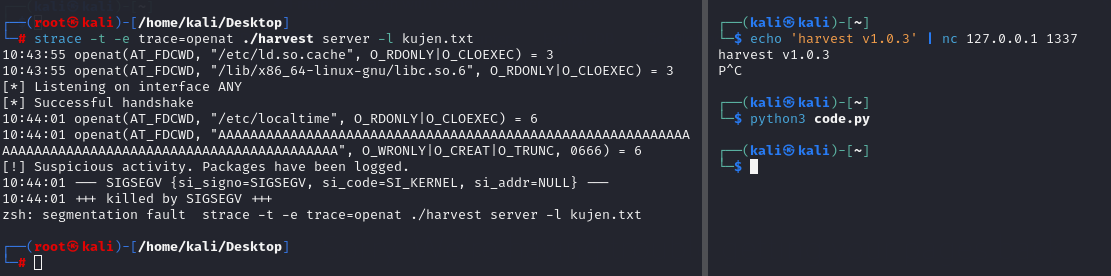 ┌──(root㉿kali)-[/home/kali/Desktop]
└─# strace -t -e trace=openat ./harvest server -l kujen.txt
10:43:55 openat(AT_FDCWD, "/etc/ld.so.cache", O_RDONLY|O_CLOEXEC) = 3
10:43:55 openat(AT_FDCWD, "/lib/x86_64-linux-gnu/libc.so.6", O_RDONLY|O_CLOEXEC) = 3
[*] Listening on interface ANY
[*] Successful handshake
10:44:01 openat(AT_FDCWD, "/etc/localtime", O_RDONLY|O_CLOEXEC) = 6
10:44:01 openat(AT_FDCWD, "AAAAAAAAAAAAAAAAAAAAAAAAAAAAAAAAAAAAAAAAAAAAAAAAAAAAAAAAAAA
AAAAAAAAAAAAAAAAAAAAAAAAAAAAAAAAAAAAAAAAAA", O_WRONLY|O_CREAT|O_TRUNC, 0666) = 6
[!] Suspicious activity. Packages have been logged.
10:44:01 --- SIGSEGV {si_signo=SIGSEGV, si_code=SI_KERNEL, si_addr=NULL} ---
10:44:01 +++ killed by SIGSEGV +++
zsh: segmentation fault  strace -t -e trace=openat ./harvest server -l kujen.txt
┌──(root㉿kali)-[/home/kali/Desktop]
└─#
┌──(kali㉿kali)-[~]
└─$ echo 'harvest v1.0.3' | nc 127.0.0.1 1337
harvest v1.0.3
P^C
┌──(kali㉿kali)-[~]
└─$ python3 code.py
┌──(kali㉿kali)-[~]
└─$